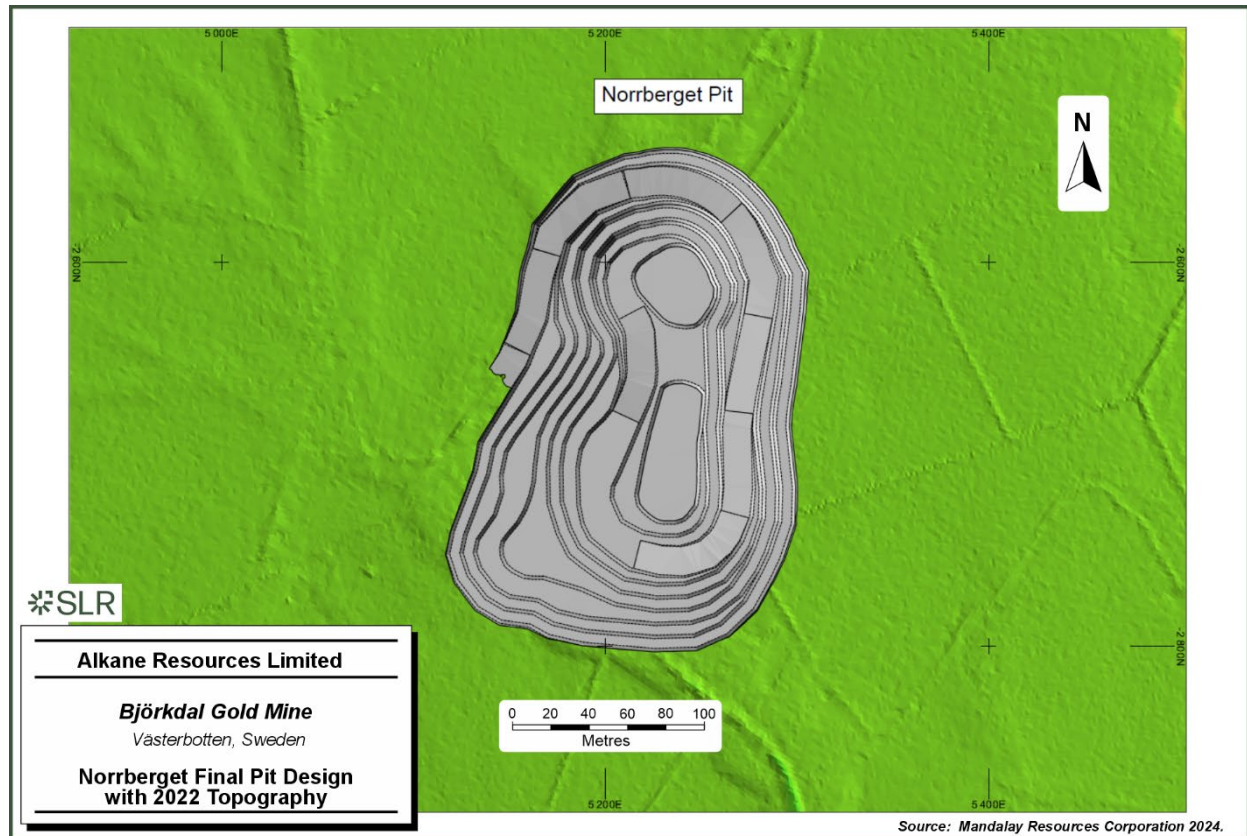 5 000E
5 200E
5 400E
Norrberget Pit
N
-2 600N
-2 600N
-2 800N
0 20 40 60 80 100
Metres
SLR
Alkane Resources Limited
Björkdal Gold Mine
Västerbotten, Sweden
Norrberget Final Pit Design
with 2022 Topography
5 200E
5 400E
Source: Mandalay Resources Corporation 2024.